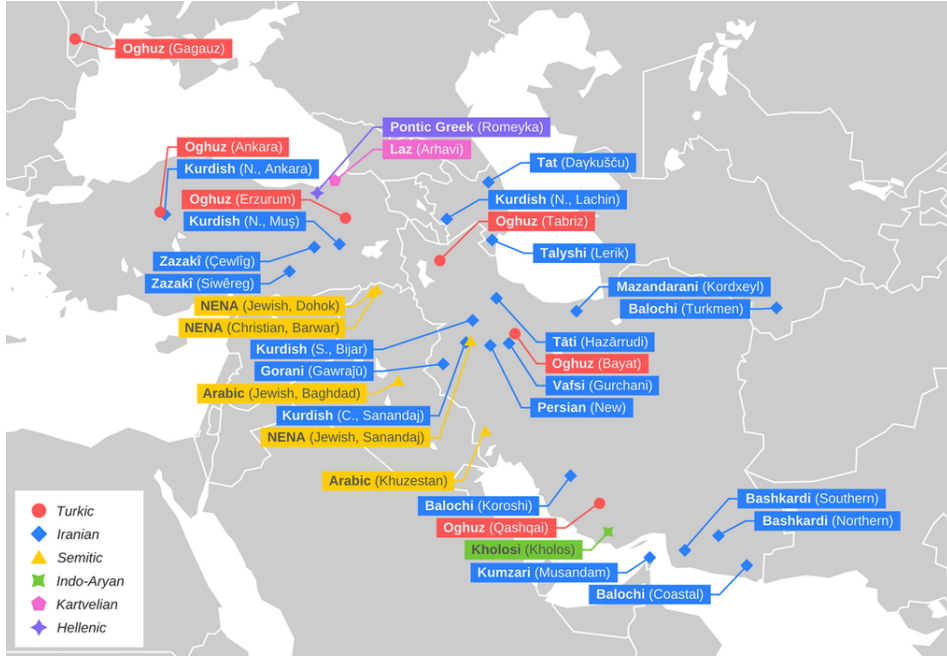 Oghuz (Gagauz)
Pontic Greek (Romeyka)
Oghuz (Ankara)
Laz (Arhavi)
Kurdish (N., Ankara)
Tat (Daykušču)
Oghuz (Erzurum)
Kurdish (N., Lachin)
Kurdish (N., Muş)
Oghuz (Tabriz)
Zazakî (Çewlîg)
Talyshi (Lerik)
Zazakî (Siwêreg)
Mazandarani (Kordxeyl)
NENA (Jewish, Dohok)
Balochi (Turkmen)
NENA (Christian, Barwar)
Kurdish (S., Bijar)
Tāti (Hazārrudi)
Gorani (Gawraǰū)
Oghuz (Bayat)
Arabic (Jewish, Baghdad)
Vafsi (Gurchani)
Kurdish (C., Sanandaj)
Persian (New)
NENA (Jewish, Sanandaj)
Arabic (Khuzestan)
Balochi (Koroshi)
Bashkardi (Southern)
Oghuz (Qashqai)
Bashkardi (Northern)
Kholosi (Kholos)
Kumzari (Musandam)
Balochi (Coastal)
Turkic
Iranian
Semitic
Indo-Aryan
Kartvelian
Hellenic